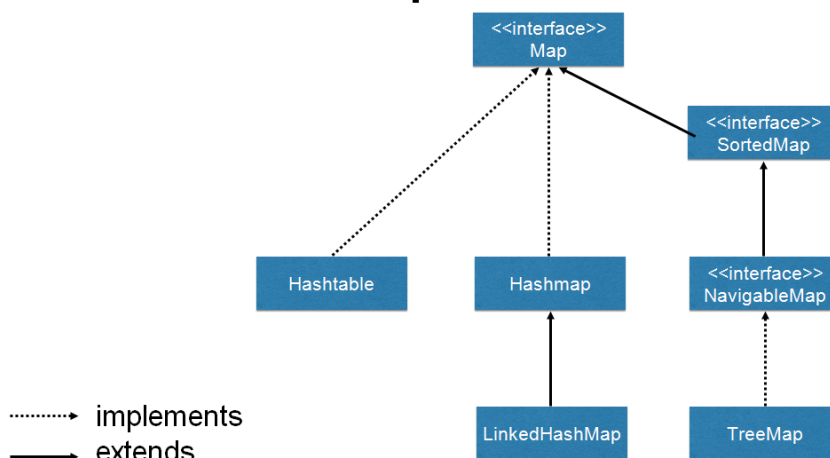 <<interface>>
Map
<<interface>>
SortedMap
Hashtable
Hashmap
<<interface>>
NavigableMap
LinkedHashMap
TreeMap
implements
extends